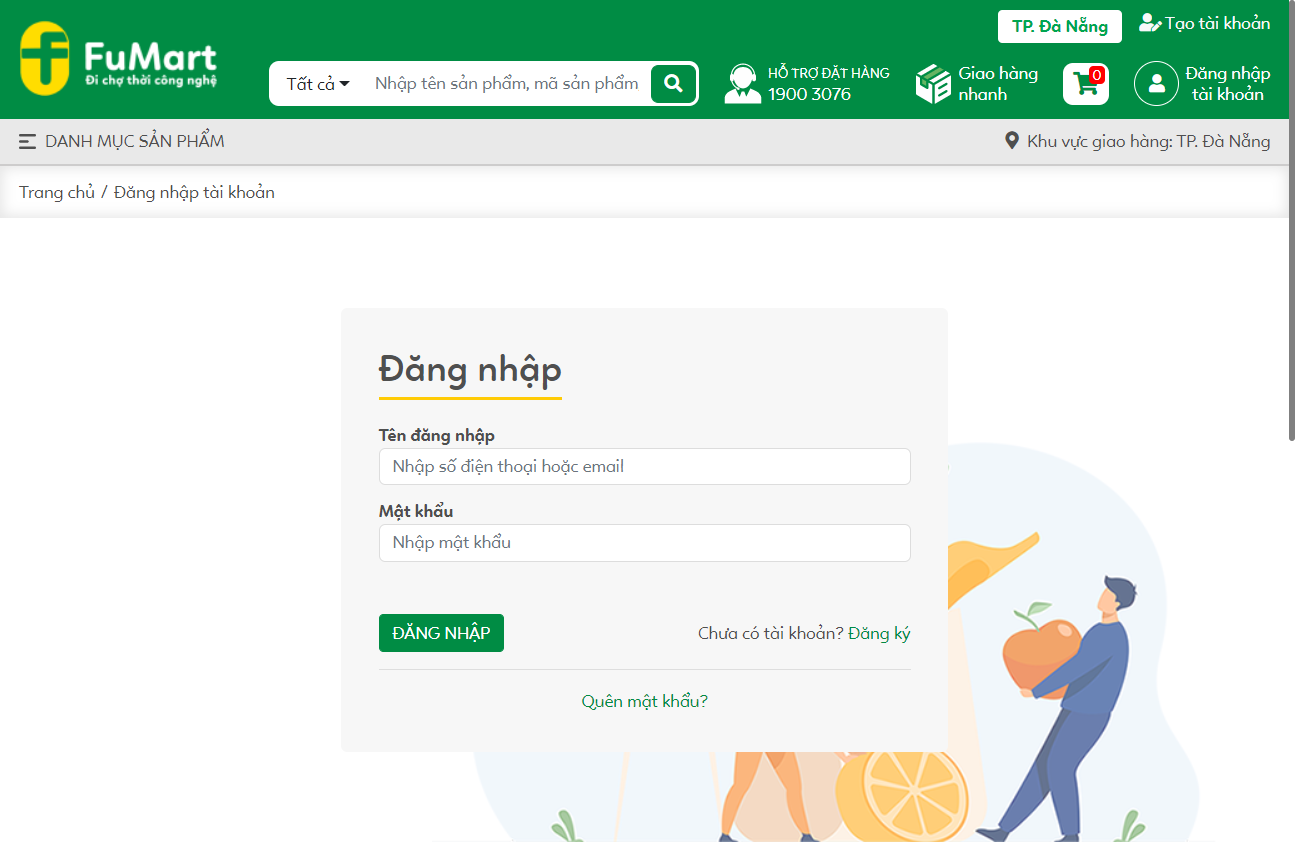 TP. Đà Nẵng
Tạo tài khoản
FuMart
Đi chợ thời công nghệ
Tất cả
Nhập tên sản phẩm, mã sản phẩm
HỖ TRỢ ĐẶT HÀNG
1900 3076
Giao hàng
nhanh
0
Đăng nhập
tài khoản
DANH MỤC SẢN PHẨM
Khu vực giao hàng: TP. Đà Nẵng
Trang chủ / Đăng nhập tài khoản
Đăng nhập
Tên đăng nhập
Nhập số điện thoại hoặc email
Mật khẩu
Nhập mật khẩu
ĐĂNG NHẬP
Chưa có tài khoản? Đăng ký
Quên mật khẩu?